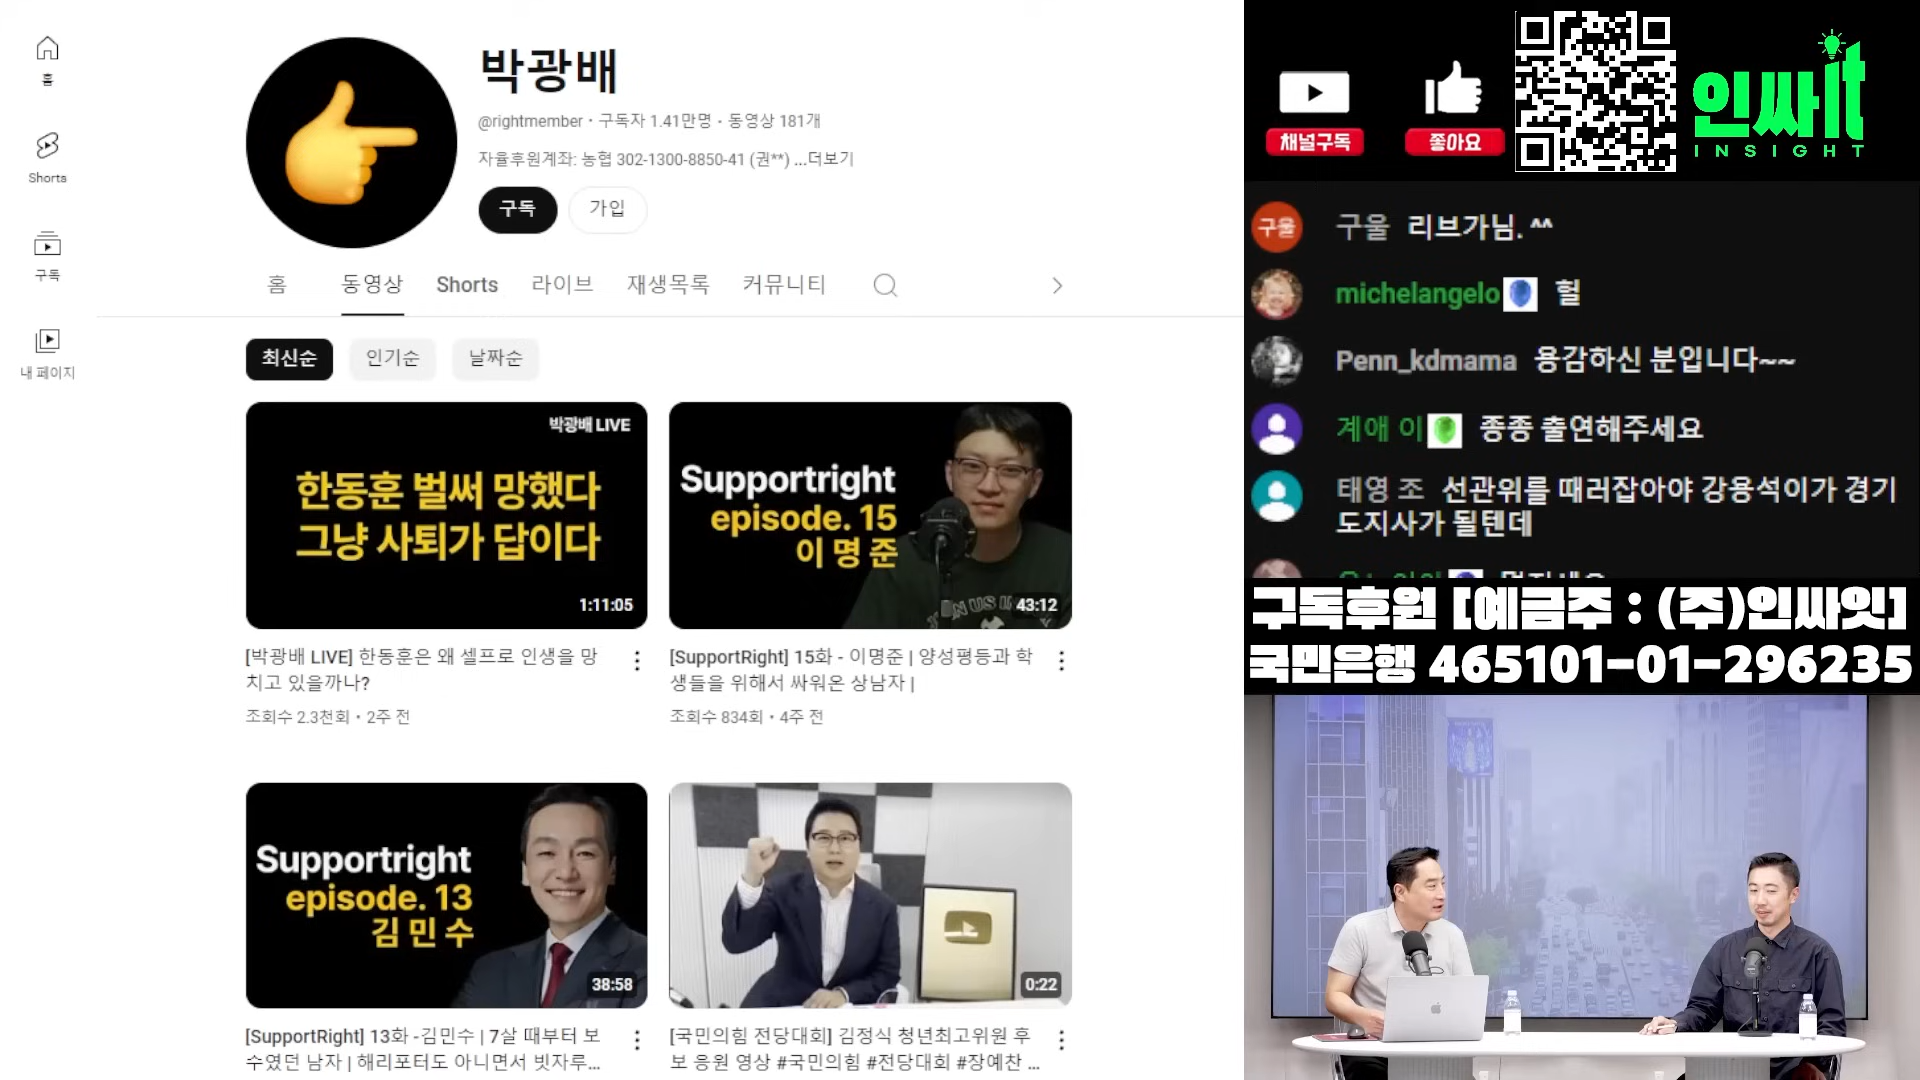 홈
Shorts
구독
내 페이지
박광배
@rightmember • 구독자 1.41만명 • 동영상 181개
자율후원계좌: 농협 302-1300-8850-41 (권**) ...더보기
구독
가입
홈
동영상
Shorts
라이브
재생목록
커뮤니티
최신순
인기순
날짜순
박광배 LIVE
한동훈 벌써 망했다
그냥 사퇴가 답이다
1:11:05
[박광배 LIVE] 한동훈은 왜 셀프로 인생을 망
치고 있을까나?
조회수 2.3천회 • 2주 전
Supportright
episode. 15
이 명 준
43:12
[SupportRight] 15화 - 이명준 | 양성평등과 학
생들을 위해서 싸워온 상남자 |
조회수 834회 • 4주 전
Supportright
episode. 13
김 민 수
38:58
[SupportRight] 13화 -김민수 | 7살 때부터 보
수였던 남자 | 해리포터도 아니면서 빗자루...
0:22
[국민의힘 전당대회] 김정식 청년최고위원 후
보 응원 영상 #국민의힘 #전당대회 #장예찬 ...
채널구독
좋아요
인싸it
INSIGHT
구울
구울 리브가님. ^^
michelangelo 헐
Penn_kdmama 용감하신 분입니다~~
계애 이 종종 출연해주세요
태영 조 선관위를 때러잡아야 강용석이가 경기
도지사가 될텐데
구독후원 [예금주 : (주)인싸잇]
국민은행 465101-01-296235